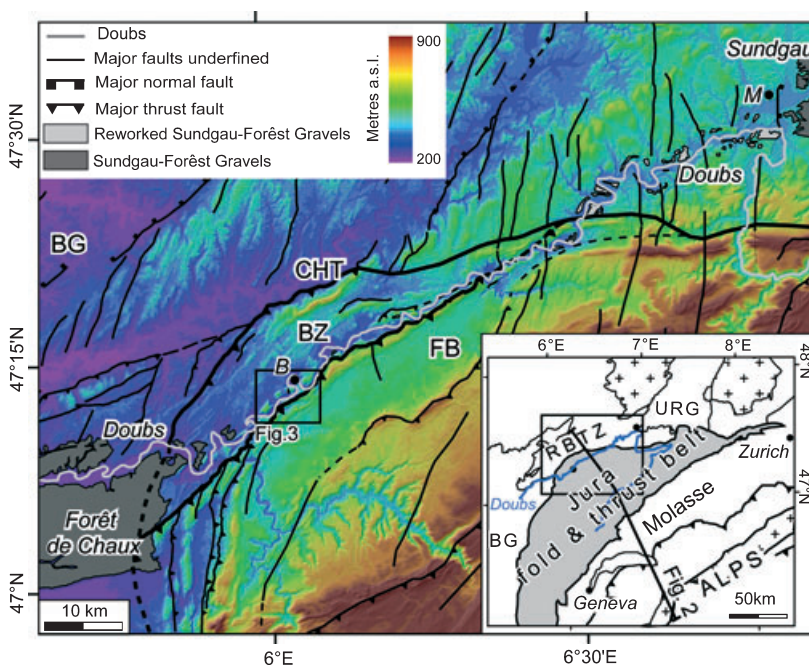 Doubs
Major faults underfined
Major normal fault
Major thrust fault
Reworked Sundgau-Forêst Gravels
Sundgau-Forêst Gravels
Metres a.s.l.
900
200
Sundgau
M
47°30'N
Doubs
BG
CHT
BZ
FB
47°15'N
B
Fig.3
Doubs
Forêt
de Chaux
47°N
10 km
6°E
6°30'E
6°E
7°E
8°E
48°N
URG
RBTZ
Zurich
47°N
Doubs
Jura
fold & thrust belt
Molasse
BG
ALPS
Geneva
Fig. 2
50km